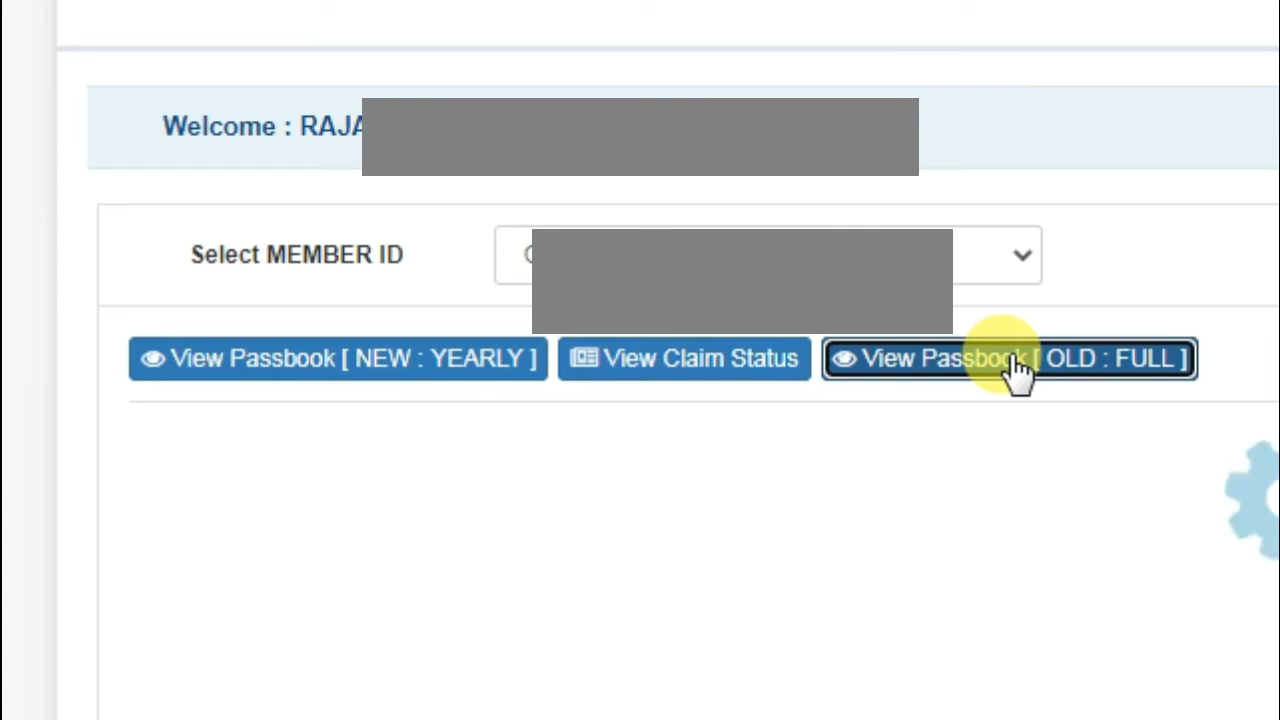 Welcome : RAJA
Select MEMBER ID
View Passbook [ NEW : YEARLY ] View Claim Status View Passbook [ OLD : FULL ]